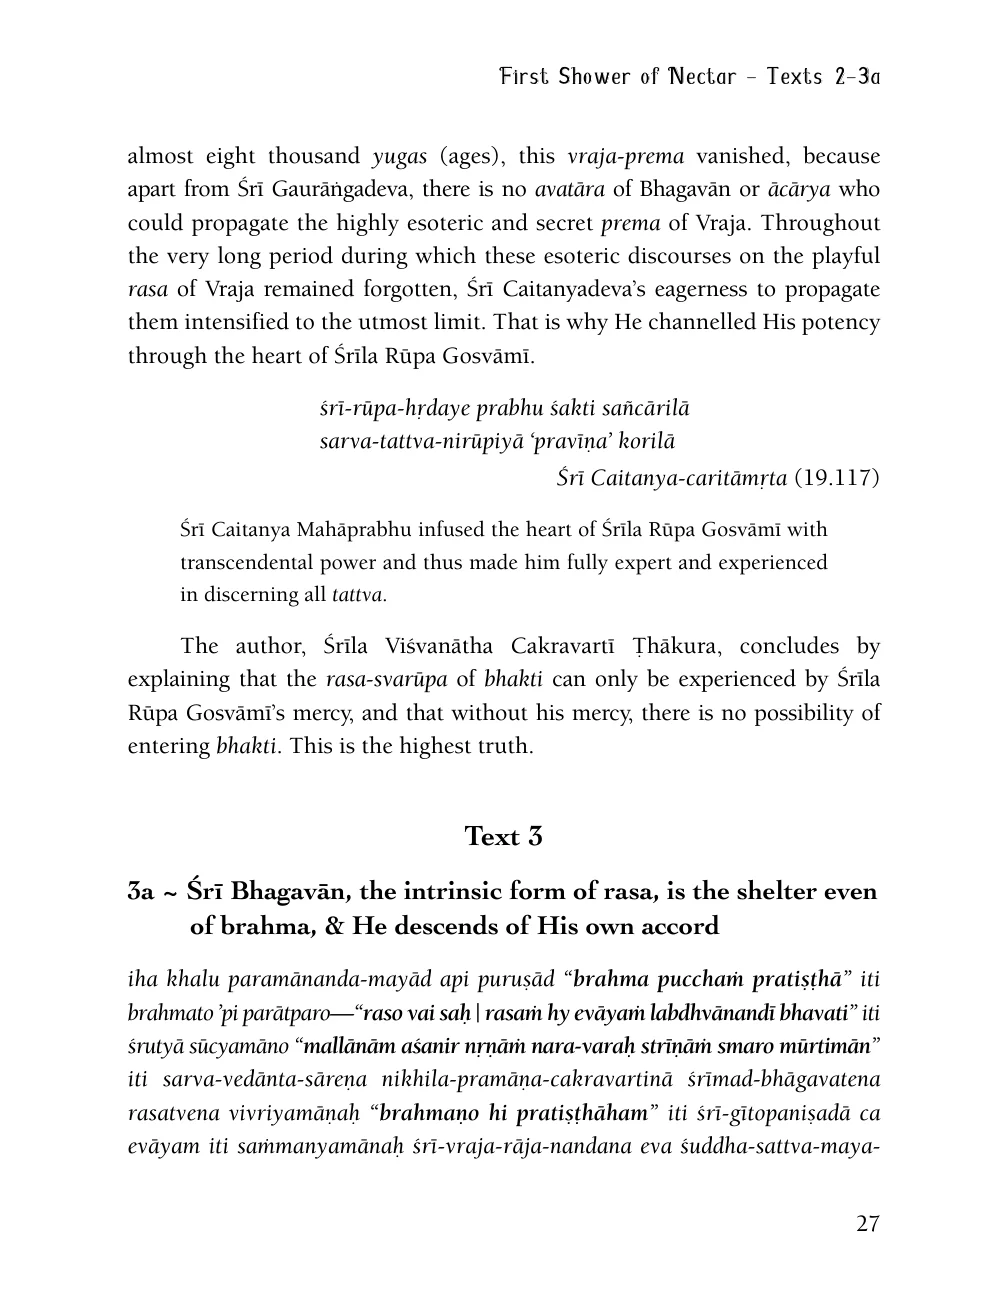 First Shower of Nectar – Texts 2–3a
almost eight thousand yugas (ages), this vraja-prema vanished, because
apart from Śrī Gaurāṅgadeva, there is no avatāra of Bhagavān or ācārya who
could propagate the highly esoteric and secret prema of Vraja. Throughout
the very long period during which these esoteric discourses on the playful
rasa of Vraja remained forgotten, Śrī Caitanyadeva’s eagerness to propagate
them intensified to the utmost limit. That is why He channelled His potency
through the heart of Śrīla Rūpa Gosvāmī.
śrī-rūpa-hṛdaye prabhu śakti sañcārilā
sarva-tattva-nirūpiyā ‘pravīṇa’ korilā
Śrī Caitanya-caritāmṛta (19.117)
Śrī Caitanya Mahāprabhu infused the heart of Śrīla Rūpa Gosvāmī with
transcendental power and thus made him fully expert and experienced
in discerning all tattva.
The author, Śrīla Viśvanātha Cakravartī Ṭhākura, concludes by
explaining that the rasa-svarūpa of bhakti can only be experienced by Śrīla
Rūpa Gosvāmī’s mercy, and that without his mercy, there is no possibility of
entering bhakti. This is the highest truth.
Text 3
3a ~ Śrī Bhagavān, the intrinsic form of rasa, is the shelter even
of brahma, & He descends of His own accord
iha khalu paramānanda-mayād api puruṣād “brahma pucchaṁ pratiṣṭhā” iti
brahmato ’pi parātparo—“raso vai saḥ | rasaṁ hy evāyaṁ labdhvānandī bhavati” iti
śrutyā sūcyamāno “mallānām aśanir nṛṇāṁ nara-varaḥ strīṇāṁ smaro mūrtimān”
iti sarva-vedānta-sāreṇa nikhila-pramāṇa-cakravartinā śrīmad-bhāgavatena
rasatvena vivriyamāṇaḥ “brahmaṇo hi pratiṣṭhāham” iti śrī-gītopaniṣadā ca
evāyam iti saṁmanyamānaḥ śrī-vraja-rāja-nandana eva śuddha-sattva-maya-
27